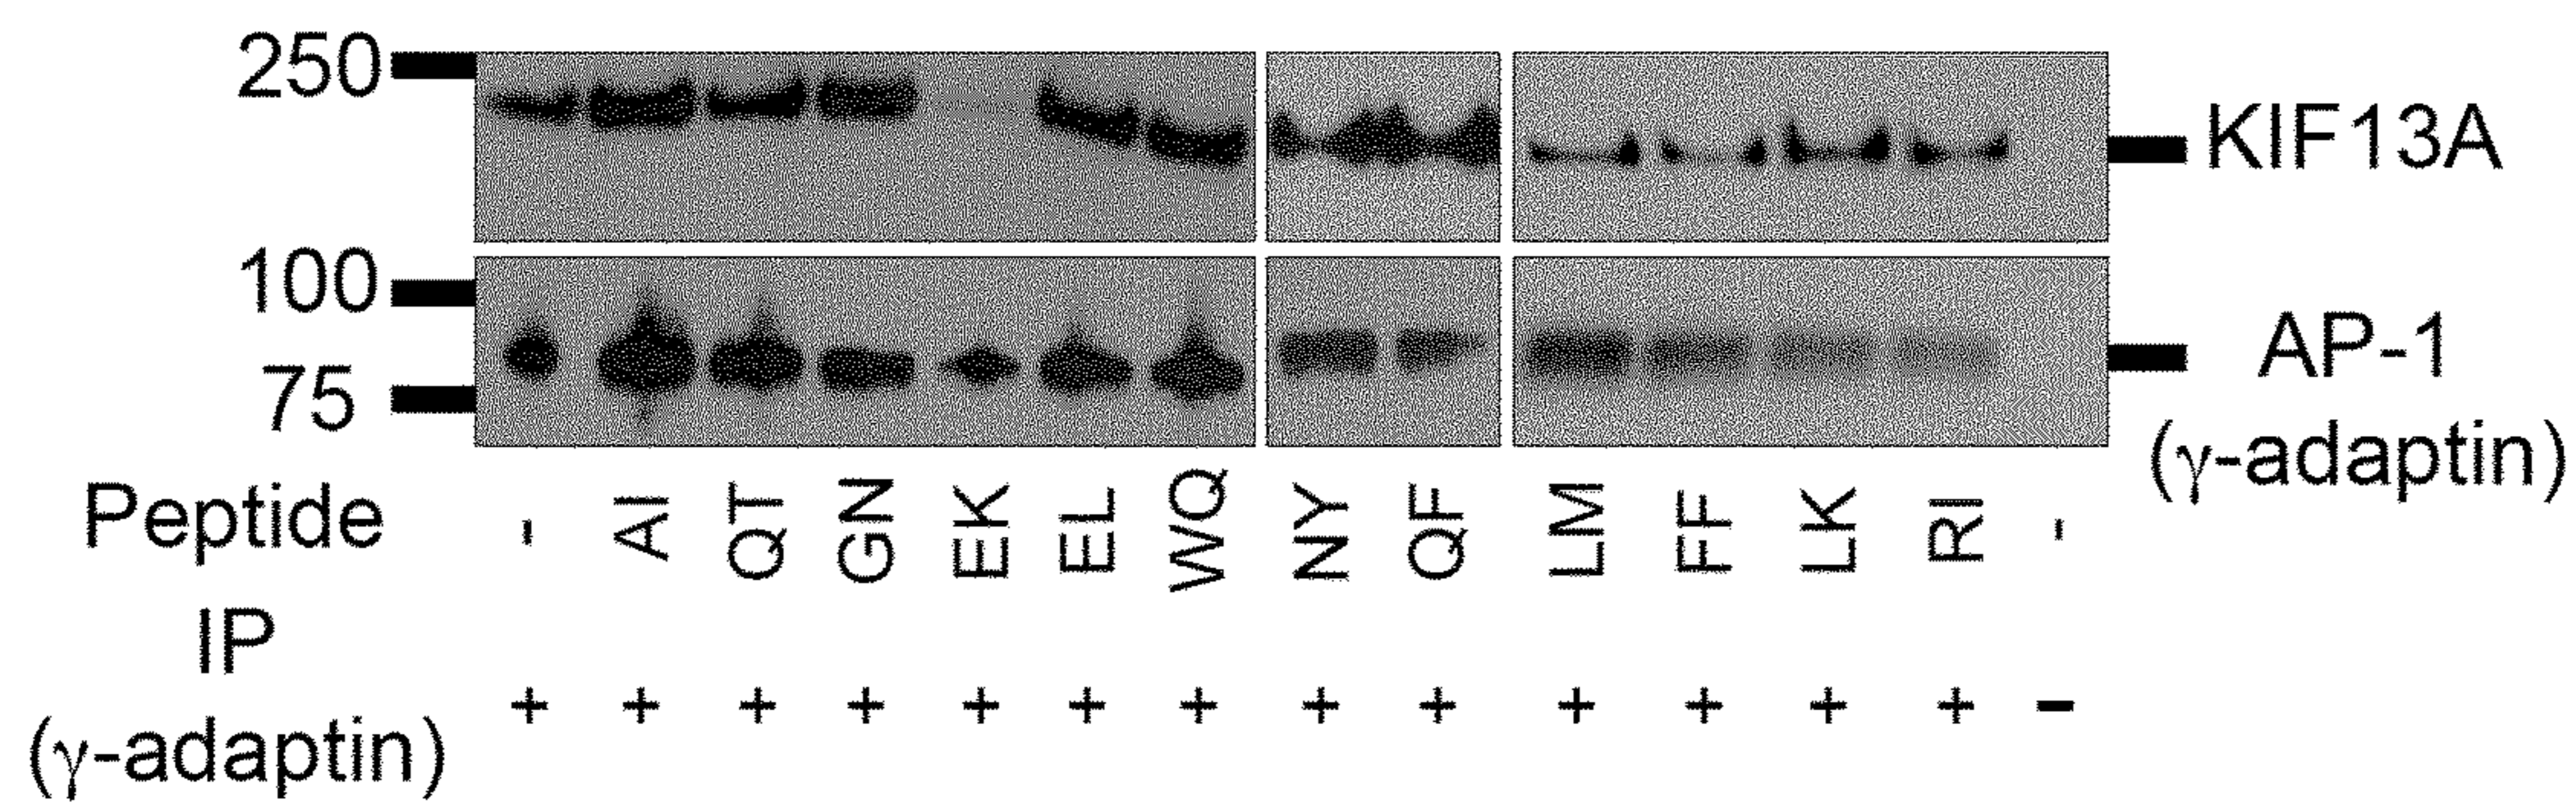 250
KIF13A
100
75
AP-1
(γ-adaptin)
Peptide - AI QT GN EK EL WQ NY QF LM FF LK RI -
IP
(γ-adaptin) + + + + + + + + + + + + + -